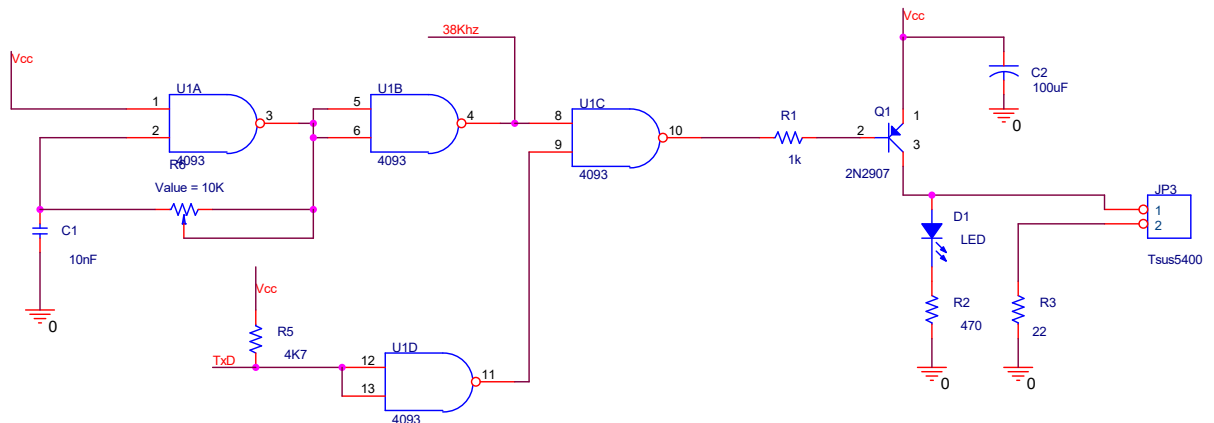 Vcc
38Khz
Vcc
C2
100uF
0
U1A
1
2
3
4093
U1B
5
6
4
4093
U1C
8
9
10
4093
R1
1k
Q1
2
1
3
2N2907
R6
Value = 10K
C1
10nF
0
JP3
1
2
Tsus5400
D1
LED
R2
470
0
R3
22
0
Vcc
R5
4K7
TxD
U1D
12
13
11
4093